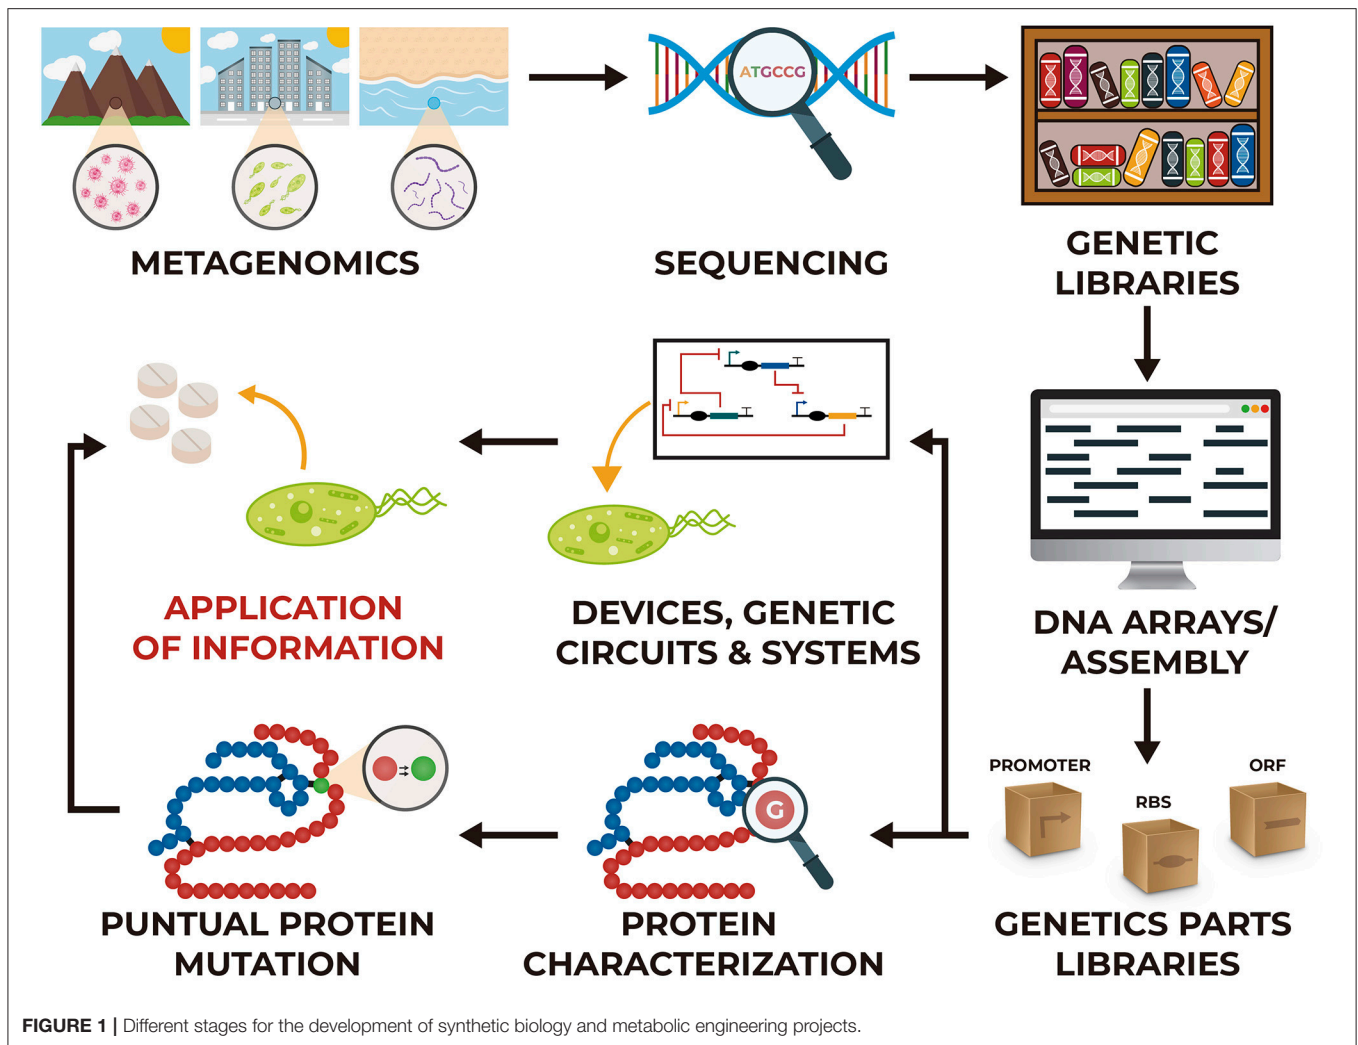 ATGCCG
METAGENOMICS
SEQUENCING
GENETIC
LIBRARIES
DNA ARRAYS/
ASSEMBLY
DEVICES, GENETIC
CIRCUITS & SYSTEMS
APPLICATION
OF INFORMATION
PROMOTER
RBS
ORF
GENETICS PARTS
LIBRARIES
G
PROTEIN
CHARACTERIZATION
PUNTUAL PROTEIN
MUTATION
FIGURE 1 | Different stages for the development of synthetic biology and metabolic engineering projects.